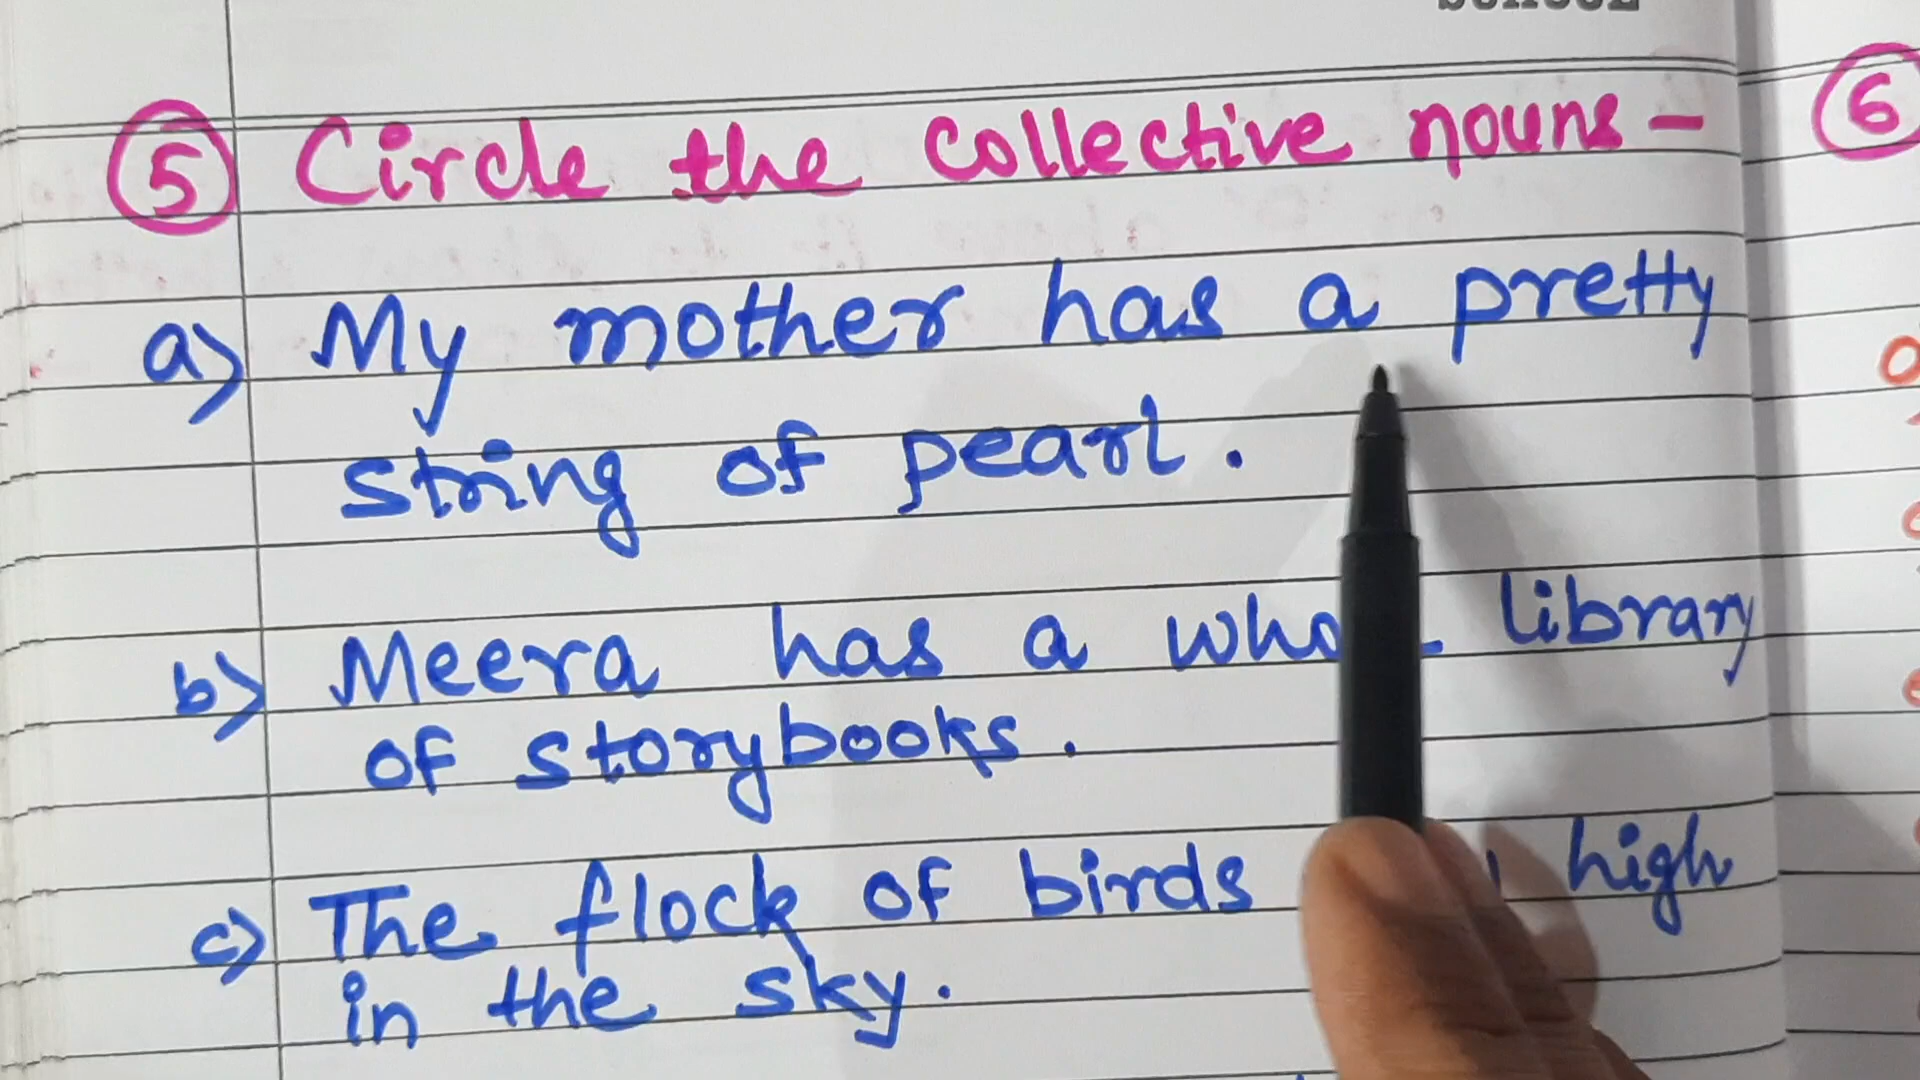 5 Circle the collective nouns - 6
a) My mother has a pretty
string of pearl.
b) Meera has a library
of storybooks.
c) The flock of birds high
in the sky.